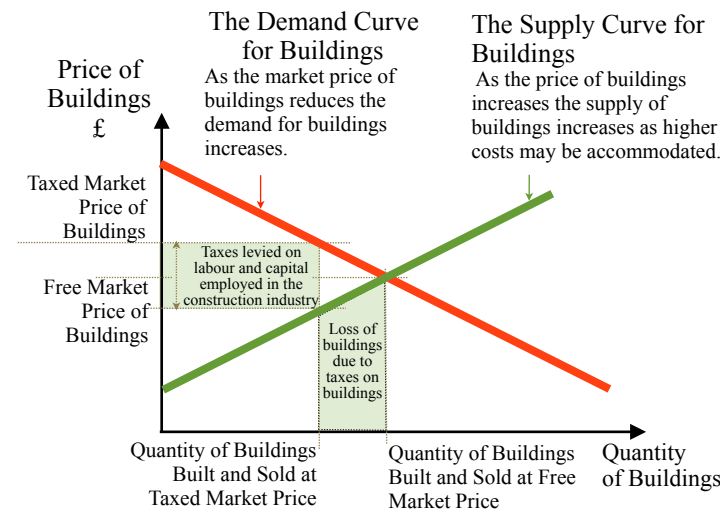 The Demand Curve
for Buildings
As the market price of
buildings reduces the
demand for buildings
increases.
The Supply Curve for
Buildings
As the price of buildings
increases the supply of
buildings increases as higher
costs may be accommodated.
Price of
Buildings
£
Taxed Market
Price of
Buildings
Free Market
Price of
Buildings
Taxes levied on
labour and capital
employed in the
construction industry
Loss of
buildings
due to
taxes on
buildings
Quantity of Buildings
Built and Sold at
Taxed Market Price
Quantity of Buildings
Built and Sold at Free
Market Price
Quantity
of Buildings